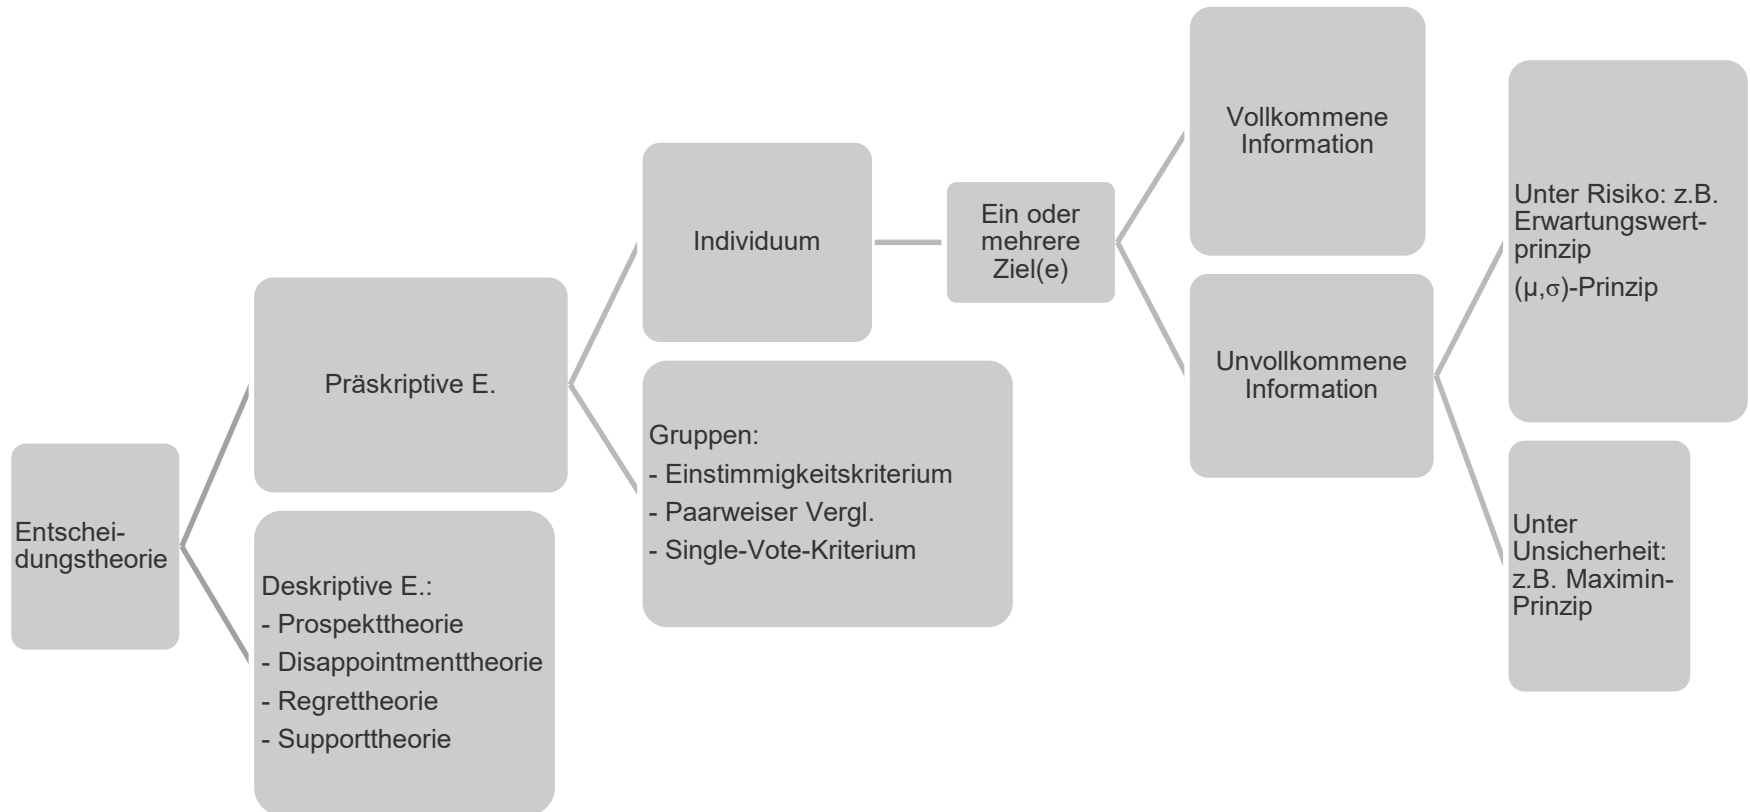 Entschei-
dungstheorie
Präskriptive E.
Deskriptive E.:
- Prospekttheorie
- Disappointmenttheorie
- Regrettheorie
- Supporttheorie
Individuum
Gruppen:
- Einstimmigkeitskriterium
- Paarweiser Vergl.
- Single-Vote-Kriterium
Ein oder
mehrere
Ziel(e)
Vollkommene
Information
Unvollkommene
Information
Unter Risiko: z.B.
Erwartungswert-
prinzip
(µ,σ)-Prinzip
Unter
Unsicherheit:
z.B. Maximin-
Prinzip